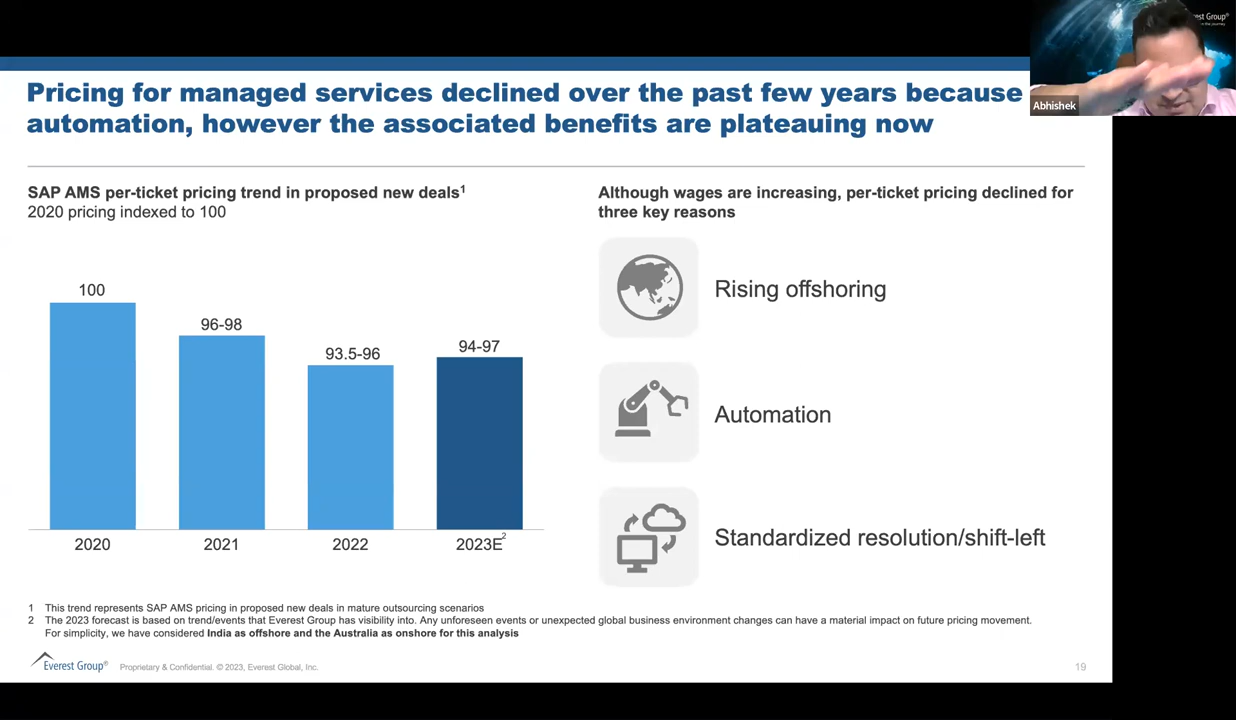 Pricing for managed services declined over the past few years because
automation, however the associated benefits are plateauing now
erest Group®
Abhishek
SAP AMS per-ticket pricing trend in proposed new deals1
2020 pricing indexed to 100
100
96-98
93.5-96
94-97
2020
2021
2022
2023E2
Although wages are increasing, per-ticket pricing declined for
three key reasons
Rising offshoring
Automation
Standardized resolution/shift-left
1 This trend represents SAP AMS pricing in proposed new deals in mature outsourcing scenarios
2 The 2023 forecast is based on trend/events that Everest Group has visibility into. Any unforeseen events or unexpected global business environment changes can have a material impact on future pricing movement.
For simplicity, we have considered India as offshore and the Australia as onshore for this analysis
Everest Group® Proprietary & Confidential. © 2023, Everest Global, Inc.
19